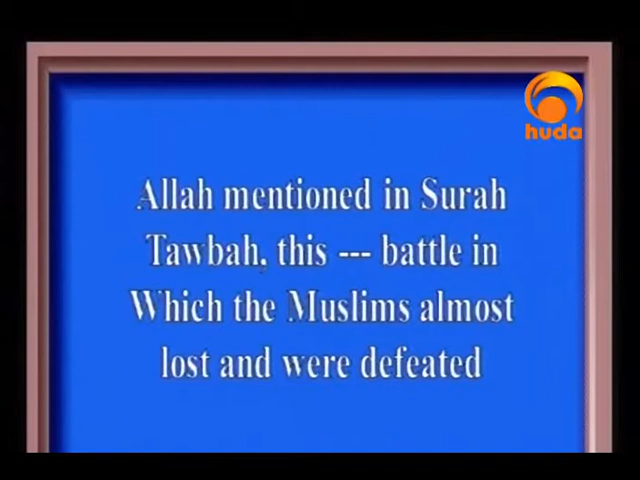 huda
Allah mentioned in Surah
Tawbah, this --- battle in
Which the Muslims almost
lost and were defeated